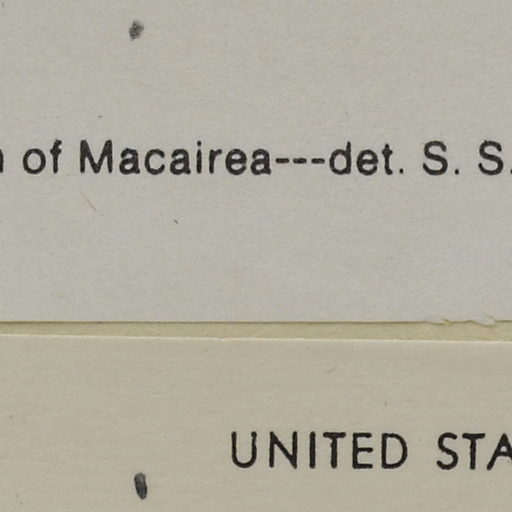 of Macairea---det. S. S.
UNITED STA